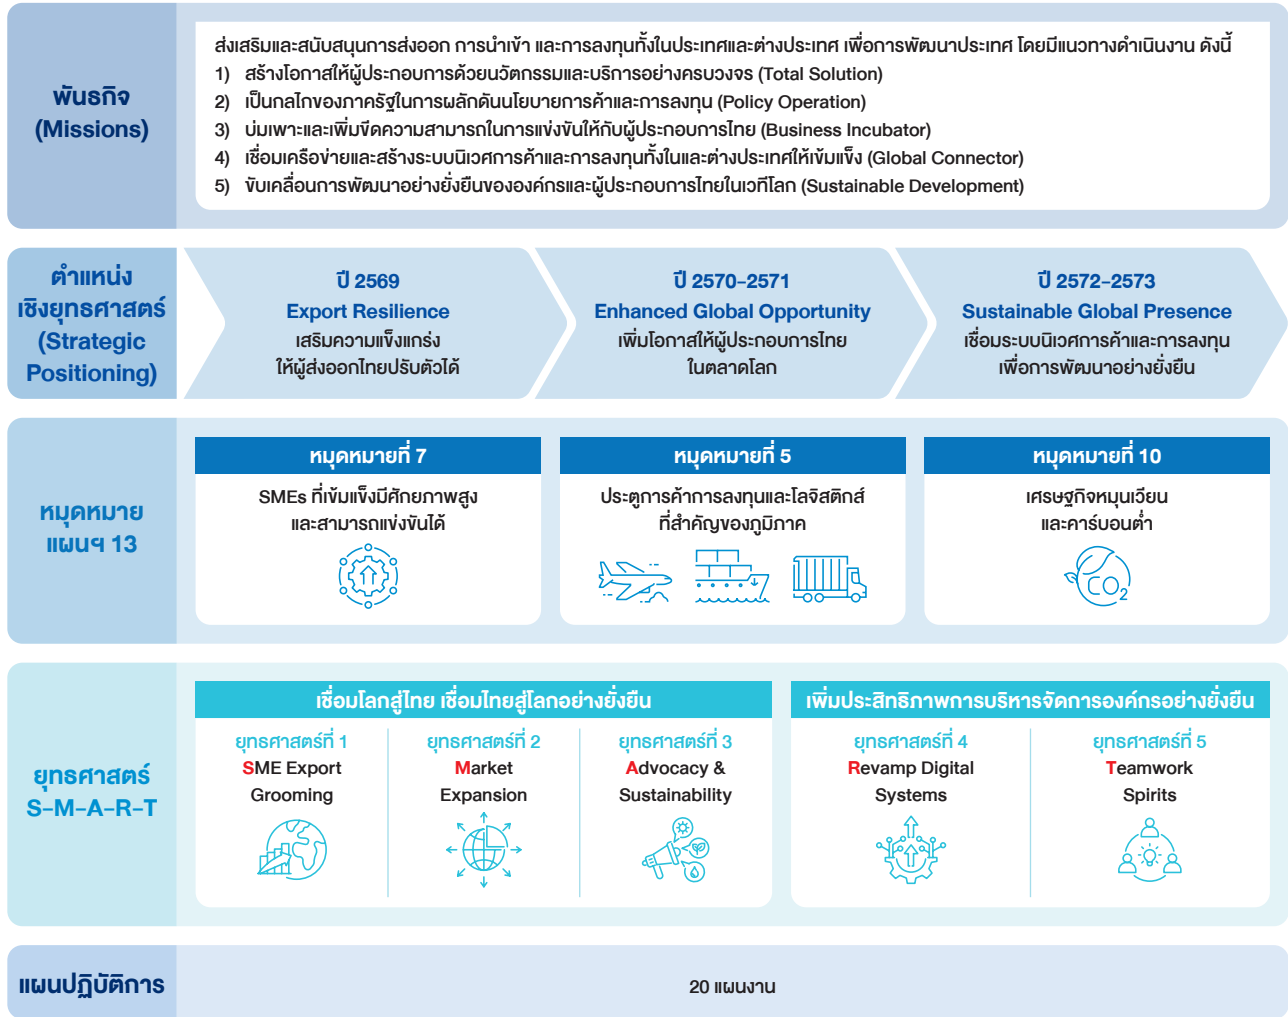 พันธกิจ
(Missions)
ส่งเสริมและสนับสนุนการส่งออก การนำเข้า และการลงทุนทั้งในประเทศและต่างประเทศ เพื่อการพัฒนาประเทศ โดยมีแนวทางดำเนินงาน ดังนี้
1) สร้างโอกาสให้ผู้ประกอบการด้วยนวัตกรรมและบริการอย่างครบวงจร (Total Solution)
2) เป็นกลไกของภาครัฐในการผลักดันนโยบายการค้าและการลงทุน (Policy Operation)
3) บ่มเพาะและเพิ่มขีดความสามารถในการแข่งขันให้กับผู้ประกอบการไทย (Business Incubator)
4) เชื่อมเครือข่ายและสร้างระบบนิเวศการค้าและการลงทุนทั้งในและต่างประเทศให้เข้มแข็ง (Global Connector)
5) ขับเคลื่อนการพัฒนาอย่างยั่งยืนขององค์กรและผู้ประกอบการไทยในเวทีโลก (Sustainable Development)
ตำแหน่ง
เชิงยุทธศาสตร์
(Strategic
Positioning)
ปี 2569
Export Resilience
เสริมความแข็งแกร่ง
ให้ผู้ส่งออกไทยปรับตัวได้
ปี 2570-2571
Enhanced Global Opportunity
เพิ่มโอกาสให้ผู้ประกอบการไทย
ในตลาดโลก
ปี 2572-2573
Sustainable Global Presence
เชื่อมระบบนิเวศการค้าและการลงทุน
เพื่อการพัฒนาอย่างยั่งยืน
หมุดหมาย
แผนฯ 13
หมุดหมายที่ 7
SMEs ที่เข้มแข็งมีศักยภาพสูง
และสามารถแข่งขันได้
หมุดหมายที่ 5
ประตูการค้าการลงทุนและโลจิสติกส์
ที่สำคัญของภูมิภาค
หมุดหมายที่ 10
เศรษฐกิจหมุนเวียน
และคาร์บอนต่ำ
CO2
ยุทธศาสตร์
S-M-A-R-T
เชื่อมโลกสู่ไทย เชื่อมไทยสู่โลกอย่างยั่งยืน
ยุทธศาสตร์ที่ 1
SME Export
Grooming
ยุทธศาสตร์ที่ 2
Market
Expansion
ยุทธศาสตร์ที่ 3
Advocacy &
Sustainability
เพิ่มประสิทธิภาพการบริหารจัดการองค์กรอย่างยั่งยืน
ยุทธศาสตร์ที่ 4
Revamp Digital
Systems
ยุทธศาสตร์ที่ 5
Teamwork
Spirits
แผนปฏิบัติการ
20 แผนงาน